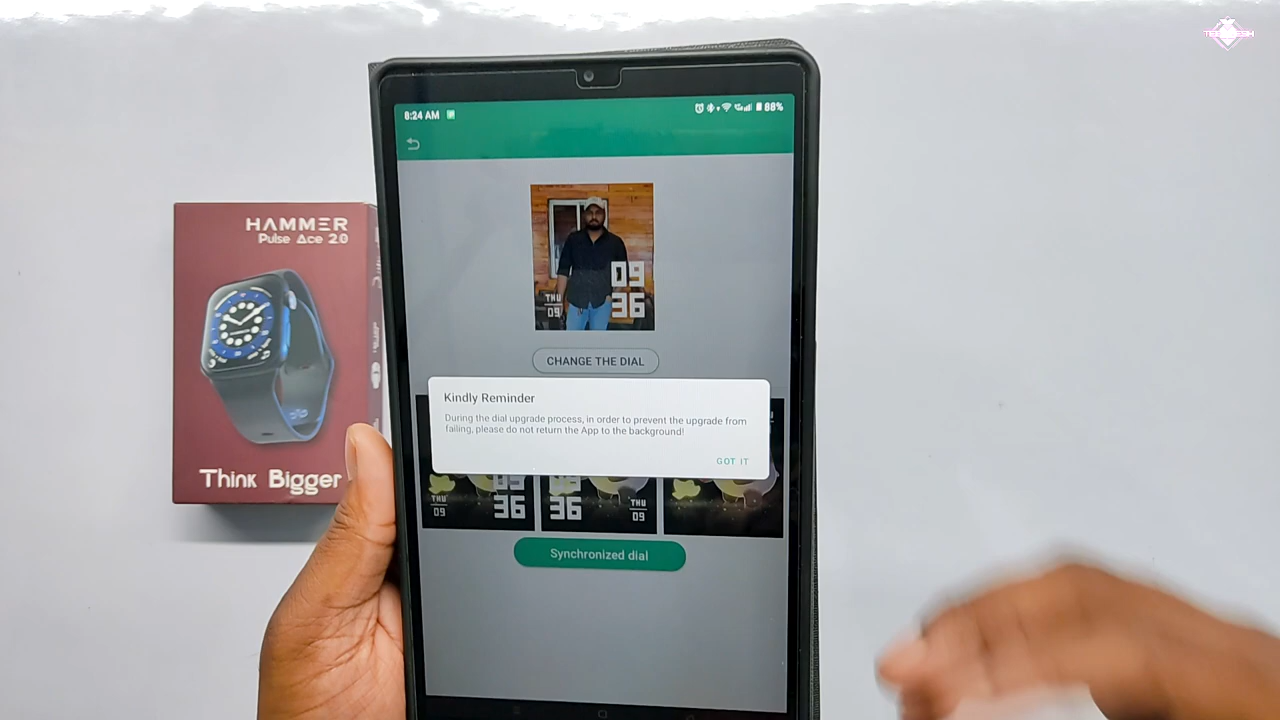 HAMMER
Pulse Ace 2.0
Think Bigger
8:24 AM
88%
09
36
THU
09
CHANGE THE DIAL
Kindly Reminder
During the dial upgrade process, in order to prevent the upgrade from
failing, please do not return the App to the background!
GOT IT
THU
09
36
36
THU
09
Synchronized dial